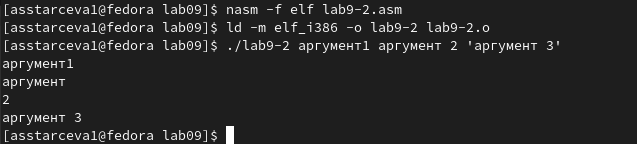 [asstarceva1@fedora lab09]$ nasm -f elf lab9-2.asm
[asstarceva1@fedora lab09]$ ld -m elf_i386 -o lab9-2 lab9-2.o
[asstarceva1@fedora lab09]$ ./lab9-2 аргумент1 аргумент 2 'аргумент 3'
аргумент1
аргумент
2
аргумент 3
[asstarceva1@fedora lab09]$